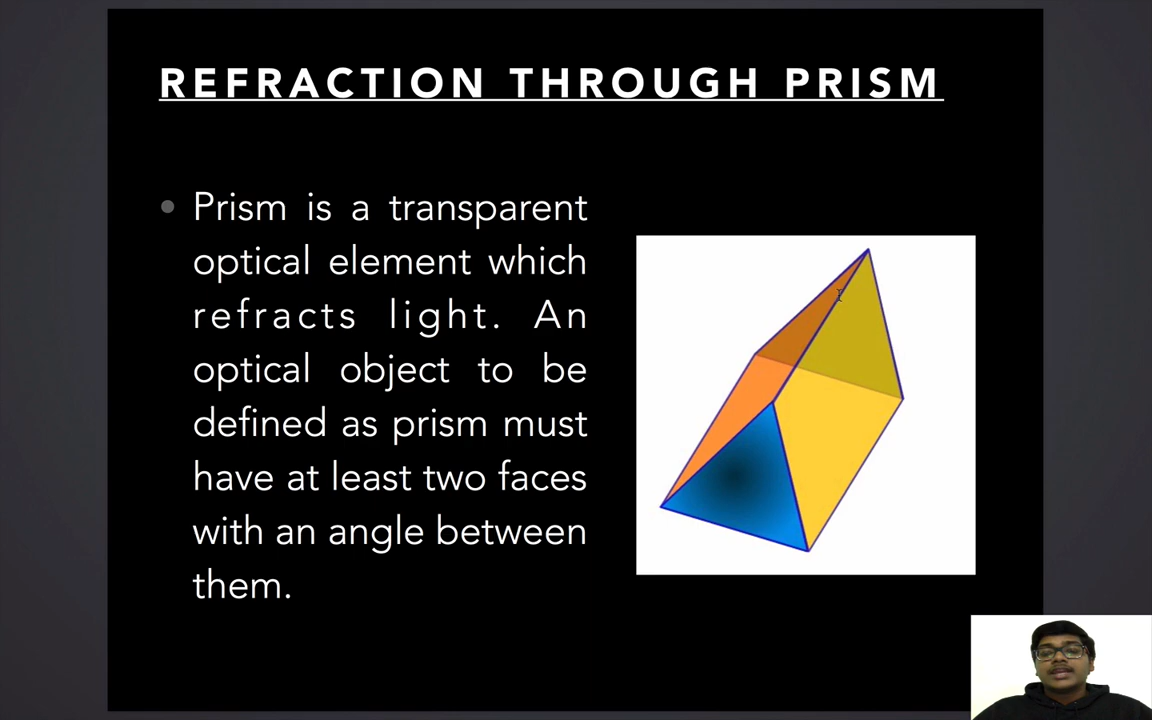 REFRACTION THROUGH PRISM
Prism is a transparent
optical element which
refracts light. An
optical object to be
defined as prism must
have at least two faces
with an angle between
them.